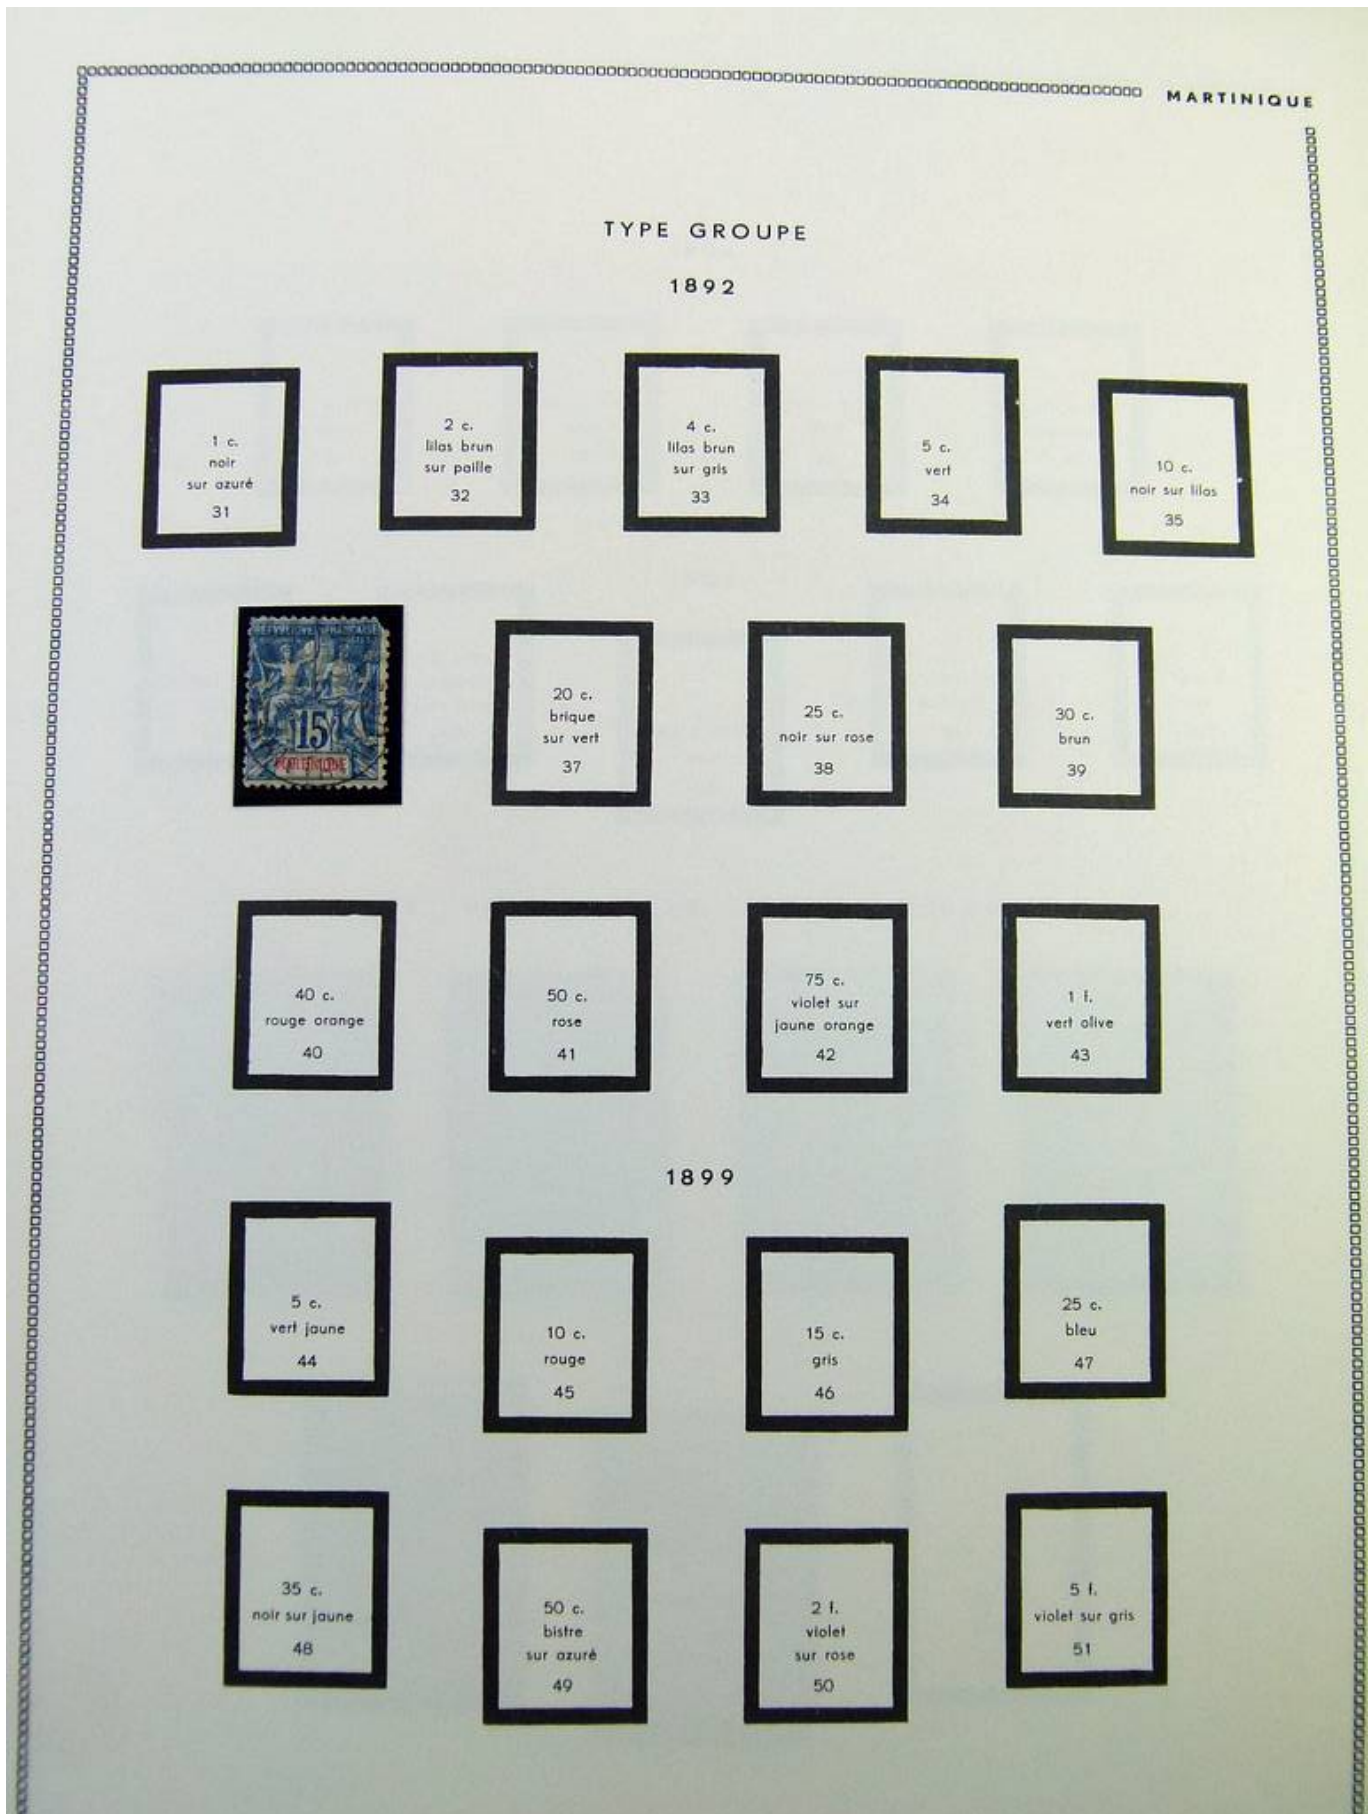 MARTINIQUE
TYPE GROUPE
1892
1 c.
noir
sur azuré
31
2 c.
lilas brun
sur paille
32
4 c.
lilas brun
sur gris
33
5 c.
vert
34
10 c.
noir sur lilas
35
15
MARTINIQUE
20 c.
brique
sur vert
37
25 c.
noir sur rose
38
30 c.
brun
39
40 c.
rouge orange
40
50 c.
rose
41
75 c.
violet sur
jaune orange
42
1 f.
vert olive
43
1899
5 c.
vert jaune
44
10 c.
rouge
45
15 c.
gris
46
25 c.
bleu
47
35 c.
noir sur jaune
48
50 c.
bistre
sur azuré
49
2 f.
violet
sur rose
50
5 f.
violet sur gris
51